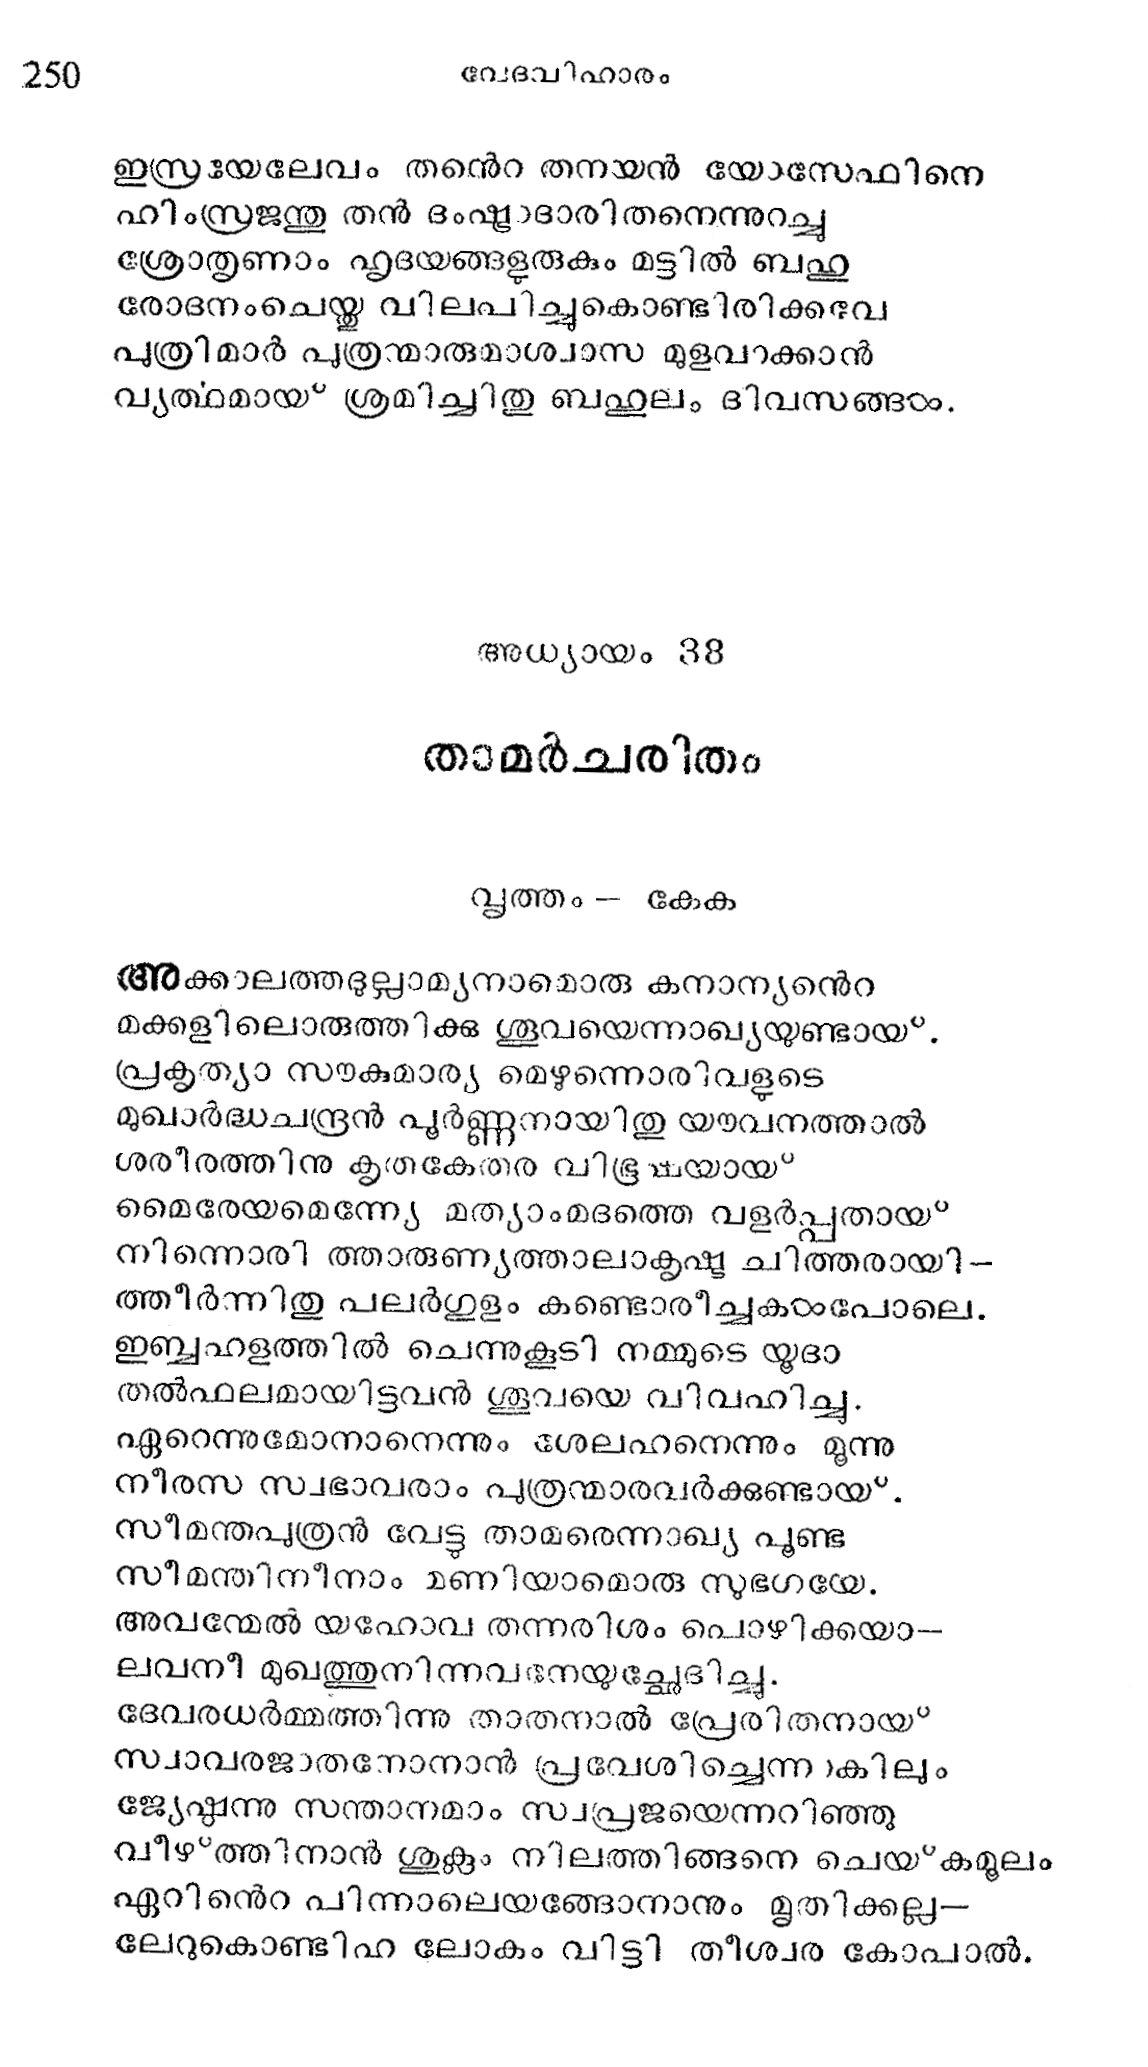 250
വേദവിഹാരം
ഇസ്രയേലേവം തൻെറ തനയൻ യോസേഫിനെ
ഹിംസ്രജന്തു തൻ ദംഷ്ട്രാദാരിതനെന്നുറച്ചു
ശ്രോതൃണാം ഹൃദയങ്ങളുരുകും മട്ടിൽ ബഹു
രോദനംചെയ്തു വിലപിച്ചുകൊണ്ടിരിക്കവേ
പുത്രിമാർ പുത്രന്മാരുമാശ്വാസ മുളവാക്കാൻ
വ്യർത്ഥമായ് ശ്രമിച്ചിതു ബഹുലം ദിവസങ്ങൾ.
അധ്യായം 38
താമർചരിതം
വൃത്തം — കേക
അക്കാലത്തദുല്ലാമ്യനാമൊരു കനാന്യൻെറ
മക്കളിലൊരുത്തിക്കു ശൂവയെന്നാഖ്യയുണ്ടായ്.
പ്രകൃത്യാ സൗകുമാര്യ മെഴുന്നൊരിവളുടെ
മുഖാർദ്ധചന്ദ്രൻ പൂർണ്ണനായിതു യൗവനത്താൽ
ശരീരത്തിനു കൃതകേതര വിഭൂഷയായ്
മൈരേയമെന്ന്യേ മത്യാംമദത്തെ വളർപ്പതായ്
നിന്നൊരി ത്താരുണ്യത്താലാകൃഷ്ട ചിത്തരായി—
ത്തീർന്നിതു പലർഗുളം കണ്ടൊരീച്ചകൾപോലെ.
ഇബ്ബഹളത്തിൽ ചെന്നുകൂടി നമ്മുടെ യൂദാ
തൽഫലമായിട്ടവൻ ശൂവയെ വിവഹിച്ചു.
ഏറെന്നുമോനാനെന്നും ശേലഹനെന്നും മൂന്നു
നീരസ സ്വഭാവരാം പുത്രന്മാരവർക്കുണ്ടായ്.
സീമന്തപുത്രൻ വേട്ടു താമരെന്നാഖ്യ പൂണ്ട
സീമന്തിനീനാം മണിയാമൊരു സുഭഗയേ.
അവന്മേൽ യഹോവ തന്നരിശം പൊഴിക്കയാ—
ലവനീ മുഖത്തുനിന്നവനേയുച്ഛേദിച്ചു.
ദേവരധർമ്മത്തിന്നു താതനാൽ പ്രേരിതനായ്
സ്വാവരജാതനോനാൻ പ്രവേശിച്ചെന്നാകിലും
ജ്യേഷ്ഠന്നു സന്താനമാം സ്വപ്രജയെന്നറിഞ്ഞു
വീഴ്ത്തിനാൻ ശുക്ലം നിലത്തിങ്ങനെ ചെയ്കമൂലം
ഏറിൻെറ പിന്നാലെയങ്ങോനാനും മൃതിക്കല്ല—
ലേറുകൊണ്ടിഹ ലോകം വിട്ടി തീശ്വര കോപാൽ.